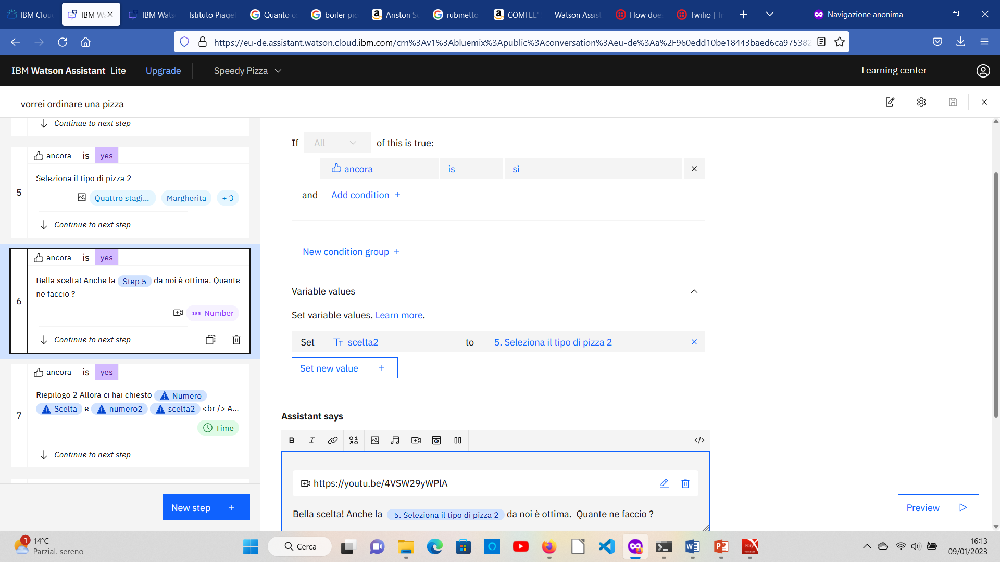 IBM Clou
IBM Wa
IBM Wats
Istituto Piaget
Quanto co
boiler pic
Ariston Sc
rubinetto
COMFEE'
Watson Assist
How doe
Twilio | Tr
Navigazione anonima
https://eu-de.assistant.watson.cloud.ibm.com/crn%3Av1%3Abluemix%3Apublic%3Aconversation%3Aeu-de%3Aa%2F960edd10be18443baed6ca975382
IBM Watson Assistant Lite Upgrade Speedy Pizza Learning center
vorrei ordinare una pizza
Continue to next step
5
ancora is yes
Seleziona il tipo di pizza 2
Quattro stagi... Margherita + 3
Continue to next step
6
ancora is yes
Bella scelta! Anche la Step 5 da noi è ottima. Quante
ne faccio ?
123 Number
Continue to next step
7
ancora is yes
Riepilogo 2 Allora ci hai chiesto Numero
Scelta e numero2 scelta2 <br /> A...
Time
Continue to next step
New step +
If All of this is true:
ancora is sì
and Add condition +
New condition group +
Variable values
Set variable values. Learn more.
Set Tт scelta2 to 5. Seleziona il tipo di pizza 2
Set new value +
Assistant says
B I </>
https://youtu.be/4VSW29yWPlA
Bella scelta! Anche la 5. Seleziona il tipo di pizza 2 da noi è ottima. Quante ne faccio ?
Preview
1
14°C
Parzial. sereno
Cerca
16:13
09/01/2023